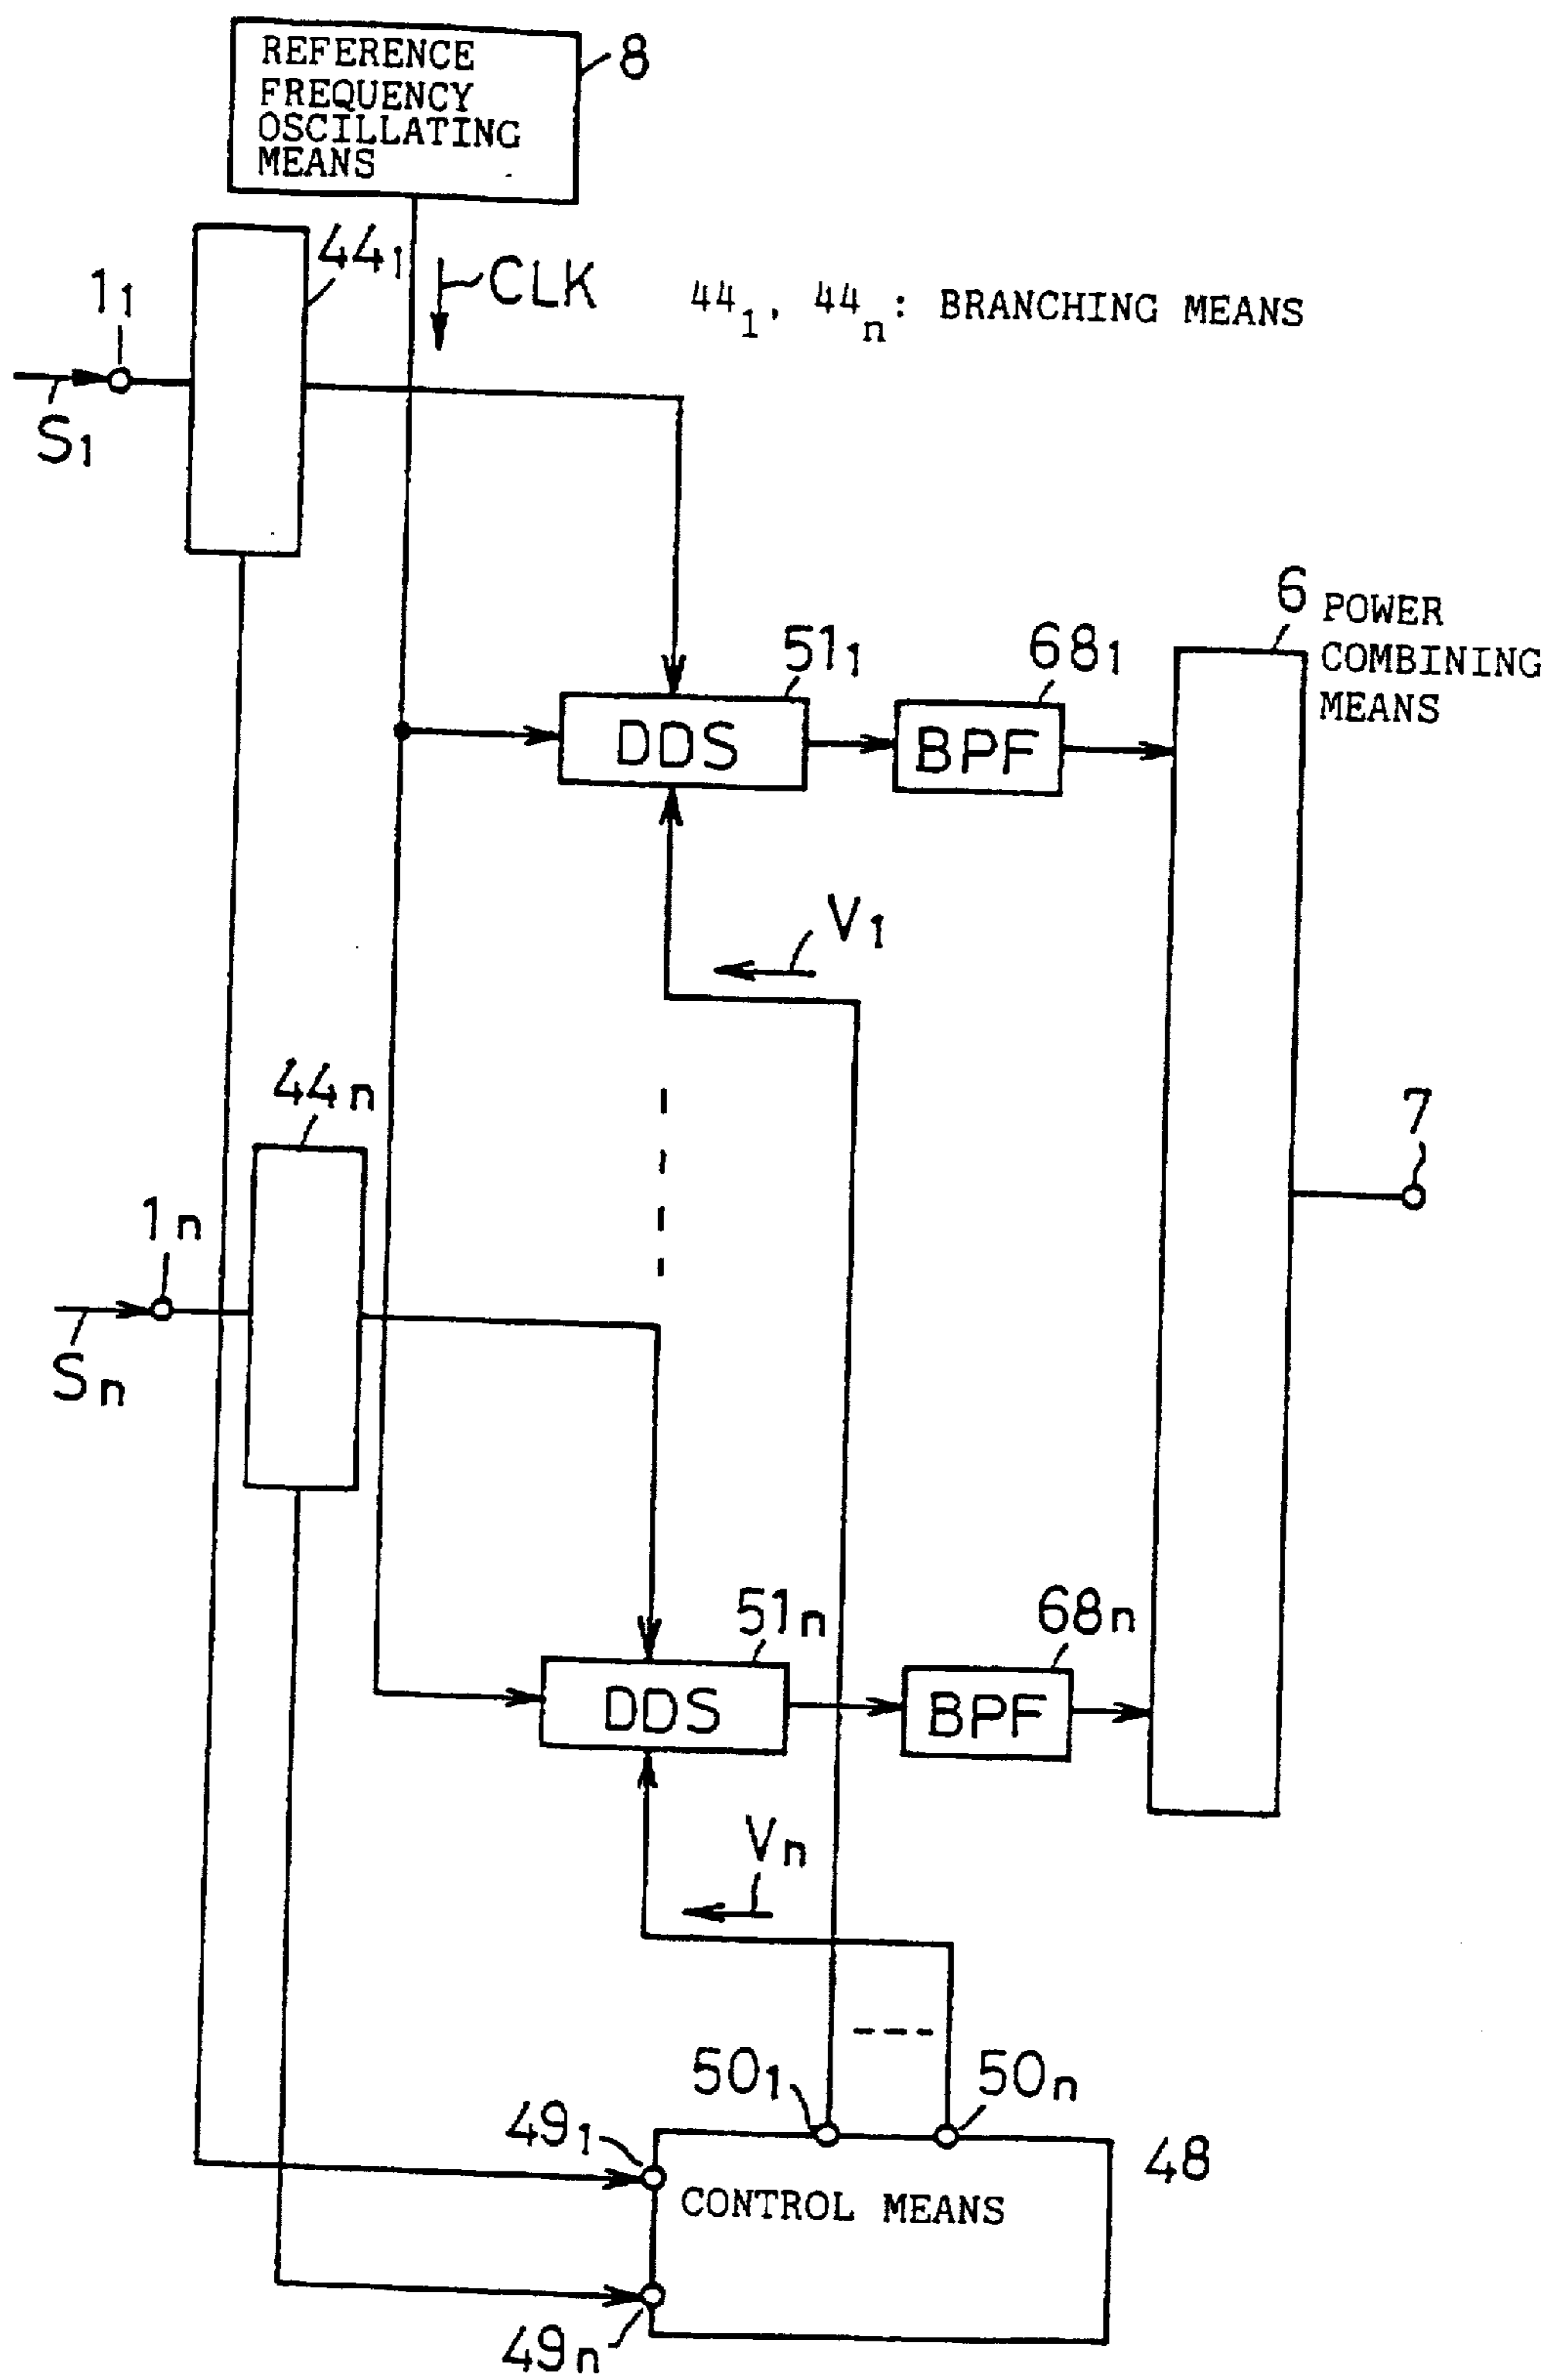 REFERENCE
FREQUENCY
OSCILLATING
MEANS
8
44₁
1₁
CLK
44₁, 44ₙ: BRANCHING MEANS
S₁
6 POWER
COMBINING
MEANS
51₁
68₁
DDS
BPF
V₁
44n
7
1n
Sn
51n
68n
DDS
BPF
Vn
50₁
50n
49₁
48
CONTROL MEANS
49n